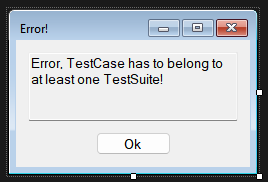 Error!
Error, TestCase has to belong to
at least one TestSuite!
Ok